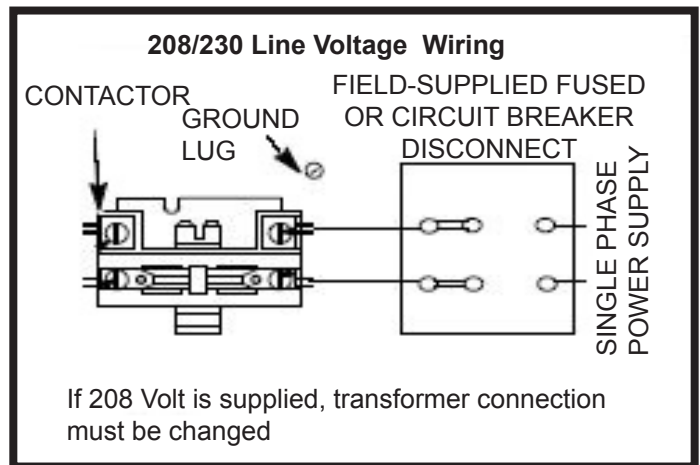 208/230 Line Voltage Wiring
CONTACTOR
GROUND
LUG
FIELD-SUPPLIED FUSED
OR CIRCUIT BREAKER
DISCONNECT
SINGLE PHASE
POWER SUPPLY
If 208 Volt is supplied, transformer connection
must be changed